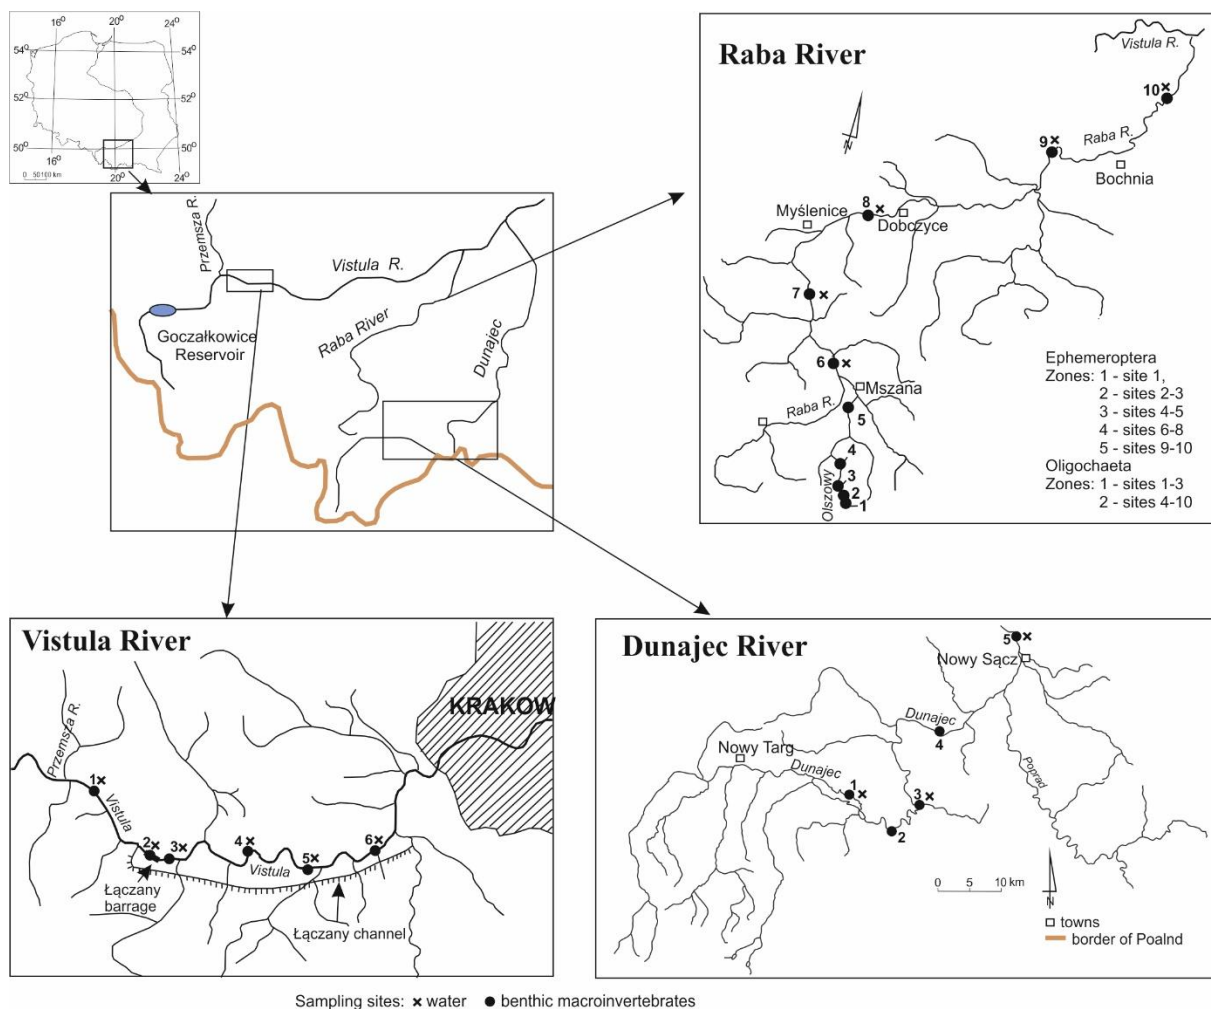 16° 20° 24°
54° 54°
52° 52°
50° 50°
16° 20° 24°
0 50 100 km
Przemsza R.
Vistula R.
Goczałkowice
Reservoir
Raba River
Dunajec
Raba River
Vistula R.
N
10
Raba R.
9
Bochnia
8
Myślenice
Dobczyce
7
6
Mszana
Raba R.
5
4
3
2
1
Olszowy
Ephemeroptera
Zones: 1 - site 1,
2 - sites 2-3
3 - sites 4-5
4 - sites 6-8
5 - sites 9-10
Oligochaeta
Zones: 1 - sites 1-3
2 - sites 4-10
Vistula River
KRAKOW
Przemsza R.
1
Vistula
2 3 4 5 6
Vistula
Łączany
barrage
Łączany channel
Dunajec River
5
Nowy Sącz
Dunajec
4
Nowy Targ
Dunajec
1
3
2
Poprad
0 5 10 km
N
towns
border of Poalnd
Sampling sites: × water ● benthic macroinvertebrates